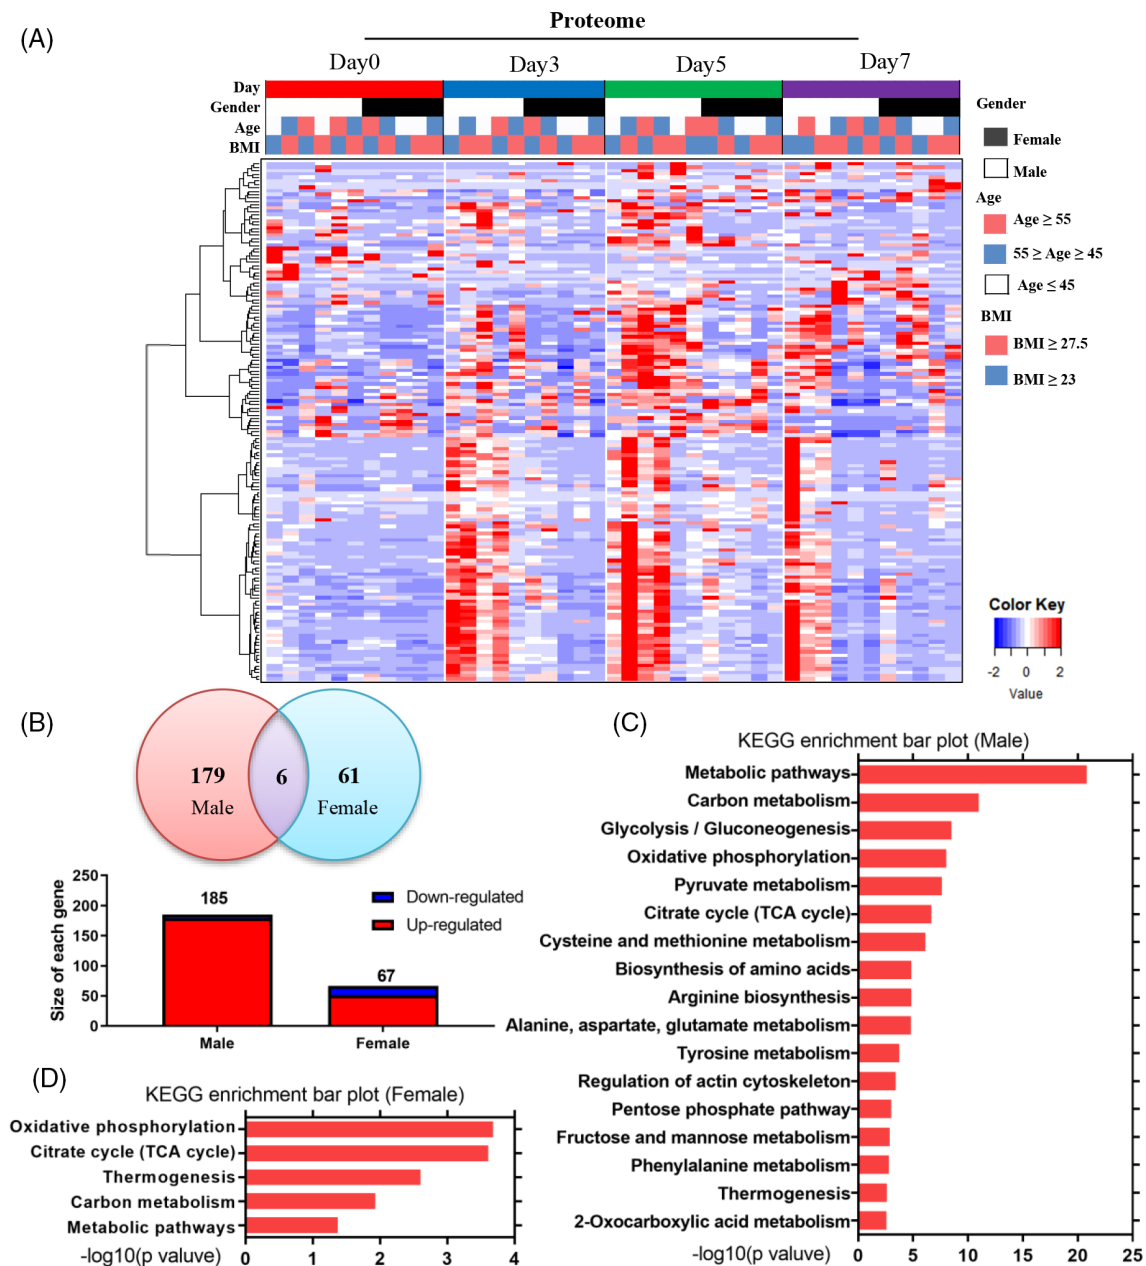 (A)
Proteome
Day0 Day3 Day5 Day7
Day
Gender
Age
BMI
Gender
Female
Male
Age
Age ≥ 55
55 ≥ Age ≥ 45
Age ≤ 45
BMI
BMI ≥ 27.5
BMI ≥ 23
Color Key
-2 0 2
Value
(B)
179 6 61
Male Female
Size of each gene
250
200
150
100
50
0
185
67
Down-regulated
Up-regulated
Male Female
(C)
KEGG enrichment bar plot (Male)
Metabolic pathways
Carbon metabolism
Glycolysis / Gluconeogenesis
Oxidative phosphorylation
Pyruvate metabolism
Citrate cycle (TCA cycle)
Cysteine and methionine metabolism
Biosynthesis of amino acids
Arginine biosynthesis
Alanine, aspartate, glutamate metabolism
Tyrosine metabolism
Regulation of actin cytoskeleton
Pentose phosphate pathway
Fructose and mannose metabolism
Phenylalanine metabolism
Thermogenesis
2-Oxocarboxylic acid metabolism
-log10(p valuve)
0 5 10 15 20 25
(D)
KEGG enrichment bar plot (Female)
Oxidative phosphorylation
Citrate cycle (TCA cycle)
Thermogenesis
Carbon metabolism
Metabolic pathways
-log10(p valuve)
0 1 2 3 4